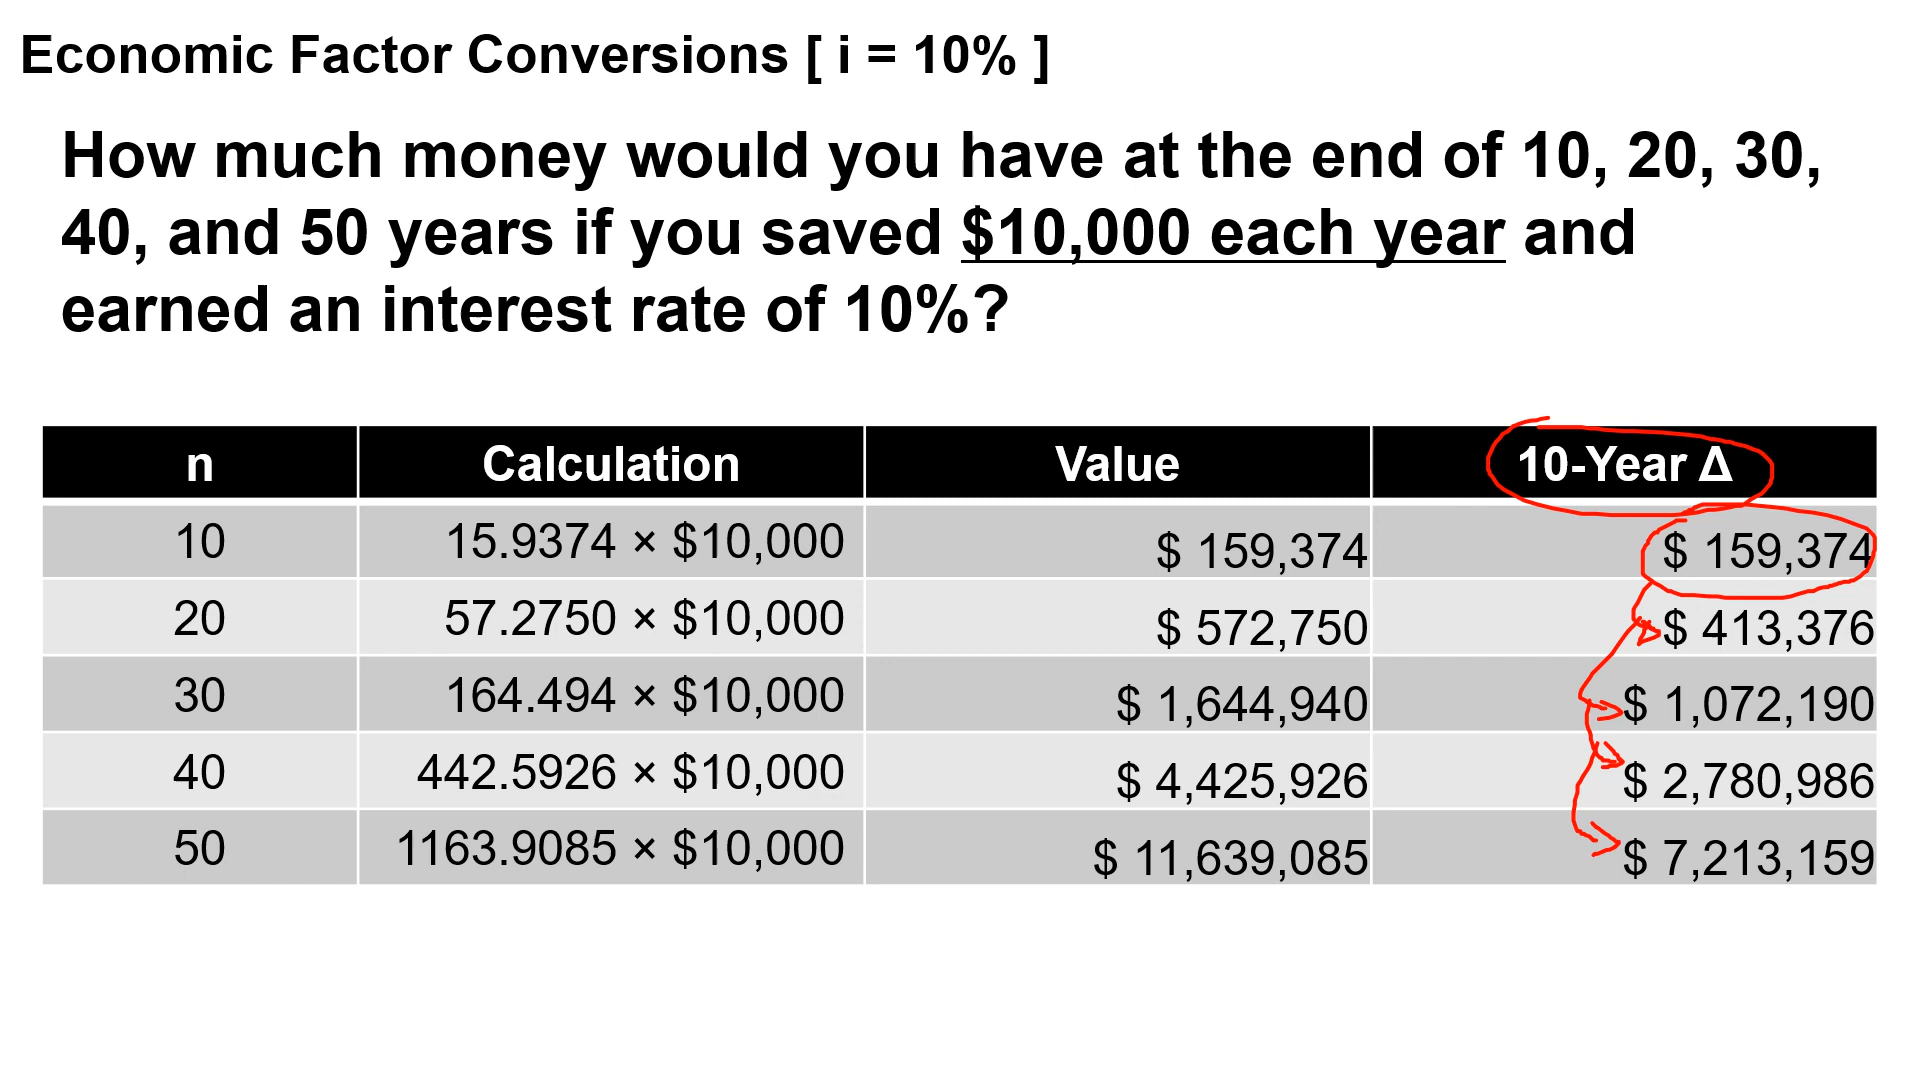 Economic Factor Conversions [ i = 10% ]
How much money would you have at the end of 10, 20, 30,
40, and 50 years if you saved $10,000 each year and
earned an interest rate of 10%?
n Calculation Value 10-Year Δ
10 15.9374 × $10,000 $ 159,374 $ 159,374
20 57.2750 × $10,000 $ 572,750 $ 413,376
30 164.494 × $10,000 $ 1,644,940 $ 1,072,190
40 442.5926 × $10,000 $ 4,425,926 $ 2,780,986
50 1163.9085 × $10,000 $ 11,639,085 $ 7,213,159